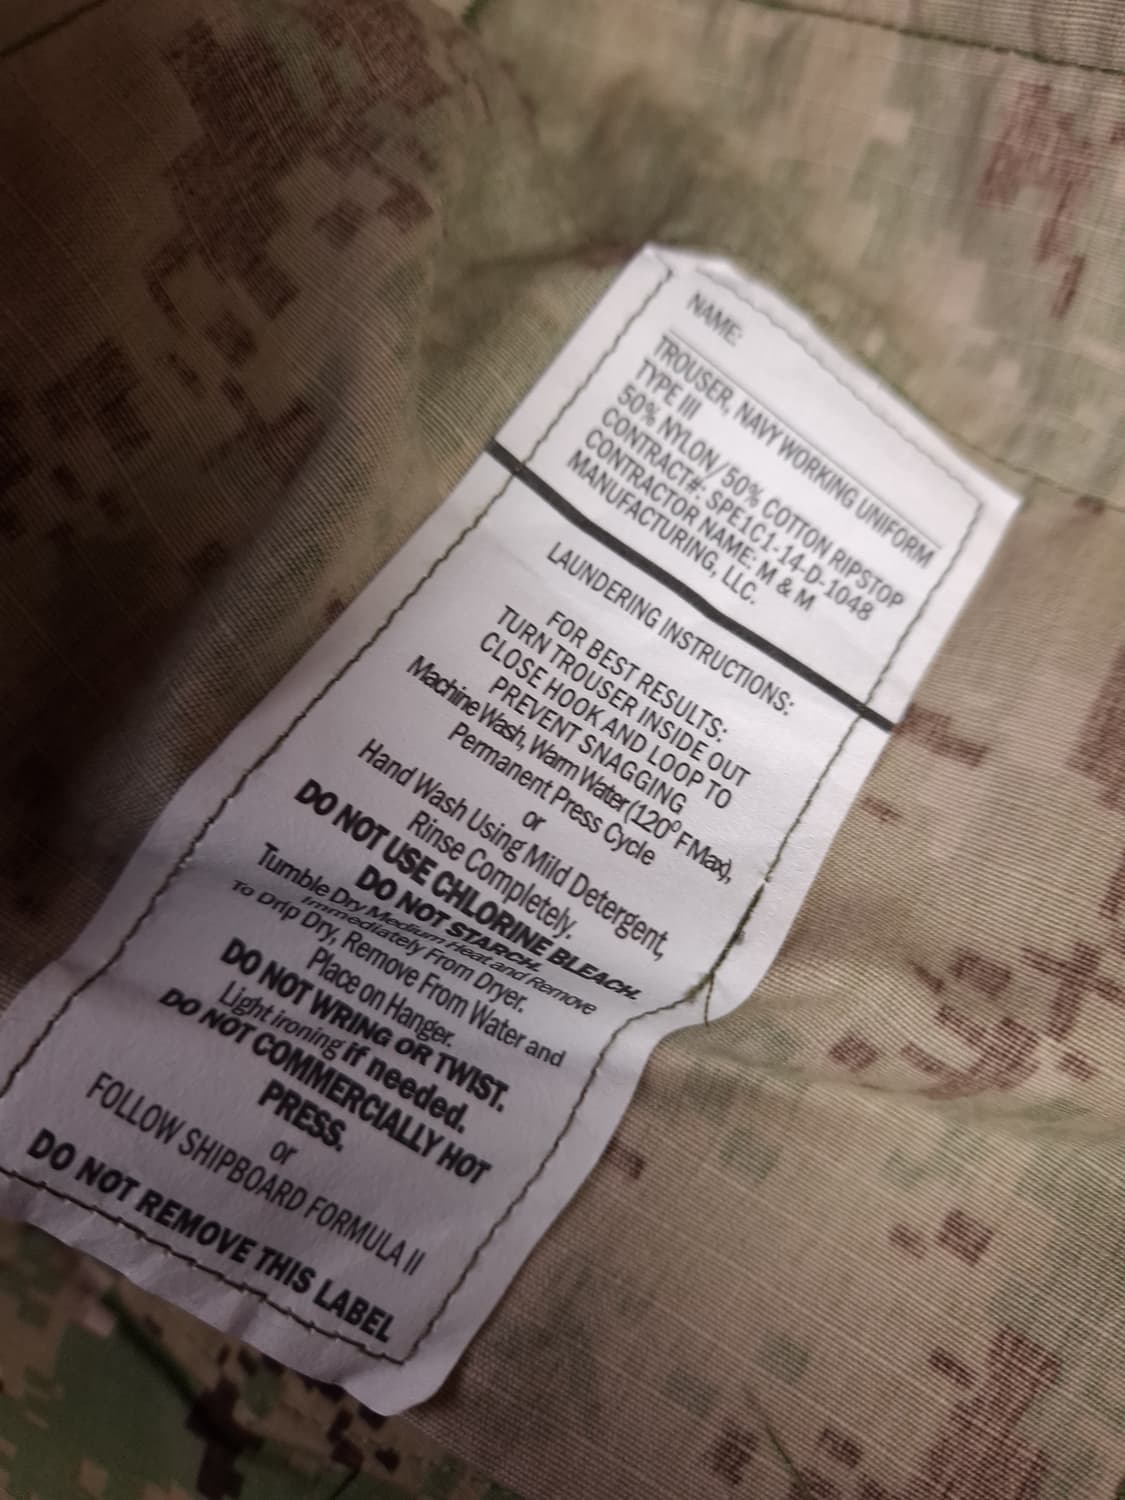 NAME:
TROUSER, NAVY WORKING UNIFORM
TYPE III
50% NYLON/50% COTTON RIPSTOP
CONTRACT#: SPE1C1-14-D-1048
CONTRACTOR NAME: M & M
MANUFACTURING, LLC.
LAUNDERING INSTRUCTIONS:
FOR BEST RESULTS:
TURN TROUSER INSIDE OUT
CLOSE HOOK AND LOOP TO
PREVENT SNAGGING
Machine Wash, Warm Water (120⁰ F Max),
Permanent Press Cycle
or
Hand Wash Using Mild Detergent,
Rinse Completely.
DO NOT USE CHLORINE BLEACH.
DO NOT STARCH.
Tumble Dry Medium Heat and Remove
Immediately From Dryer.
To Drip Dry, Remove From Water and
Place on Hanger.
DO NOT WRING OR TWIST.
Light ironing if needed.
DO NOT COMMERCIALLY HOT
PRESS.
or
FOLLOW SHIPBOARD FORMULA II
DO NOT REMOVE THIS LABEL